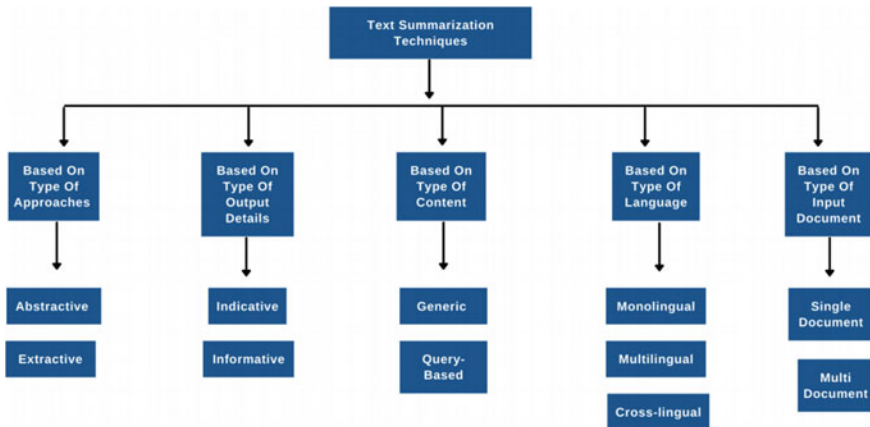 Text Summarization
Techniques
Based On
Type Of
Approaches
Based On
Type Of
Output
Details
Based On
Type Of
Content
Based On
Type Of
Language
Based On
Type Of
Input
Document
Abstractive
Extractive
Indicative
Informative
Generic
Query-
Based
Monolingual
Multilingual
Cross-lingual
Single
Document
Multi
Document